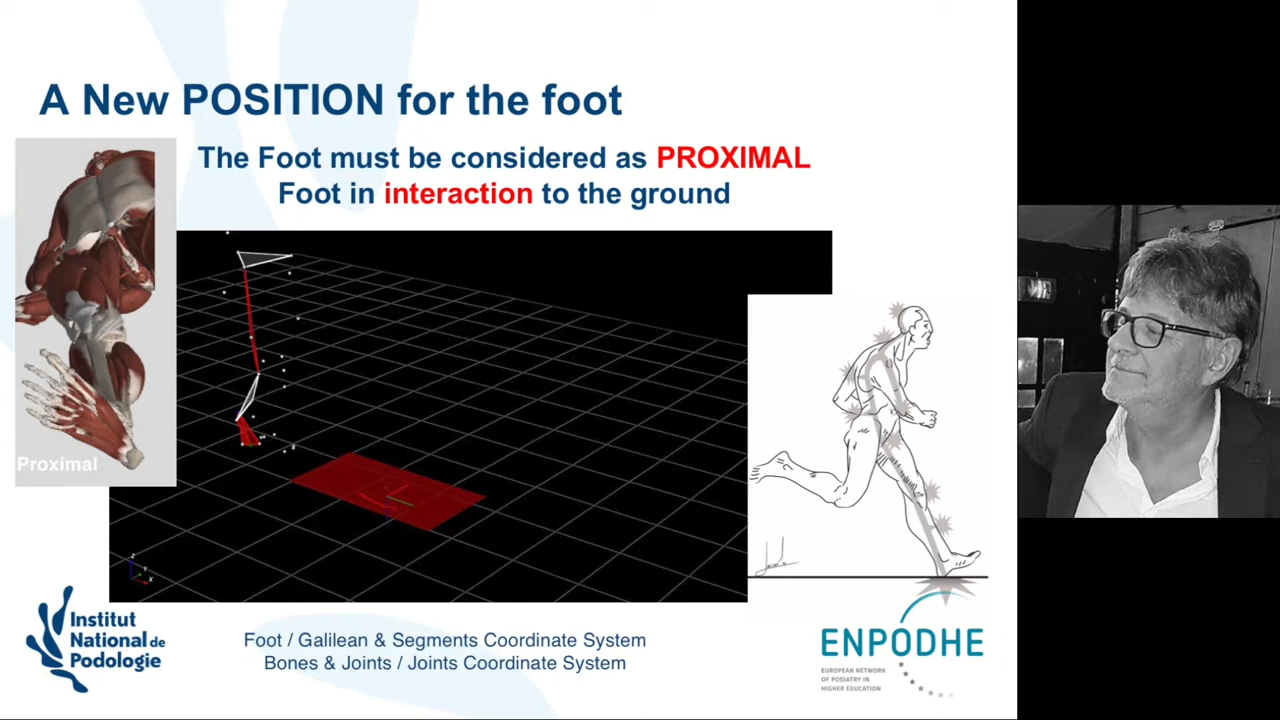 A New POSITION for the foot
The Foot must be considered as PROXIMAL
Foot in interaction to the ground
Proximal
Z
Y
X
Institut
National de
Podologie
Foot / Galilean & Segments Coordinate System
Bones & Joints / Joints Coordinate System
ENPODHE
EUROPEAN NETWORK
OF PODIATRY IN
HIGHER EDUCATION